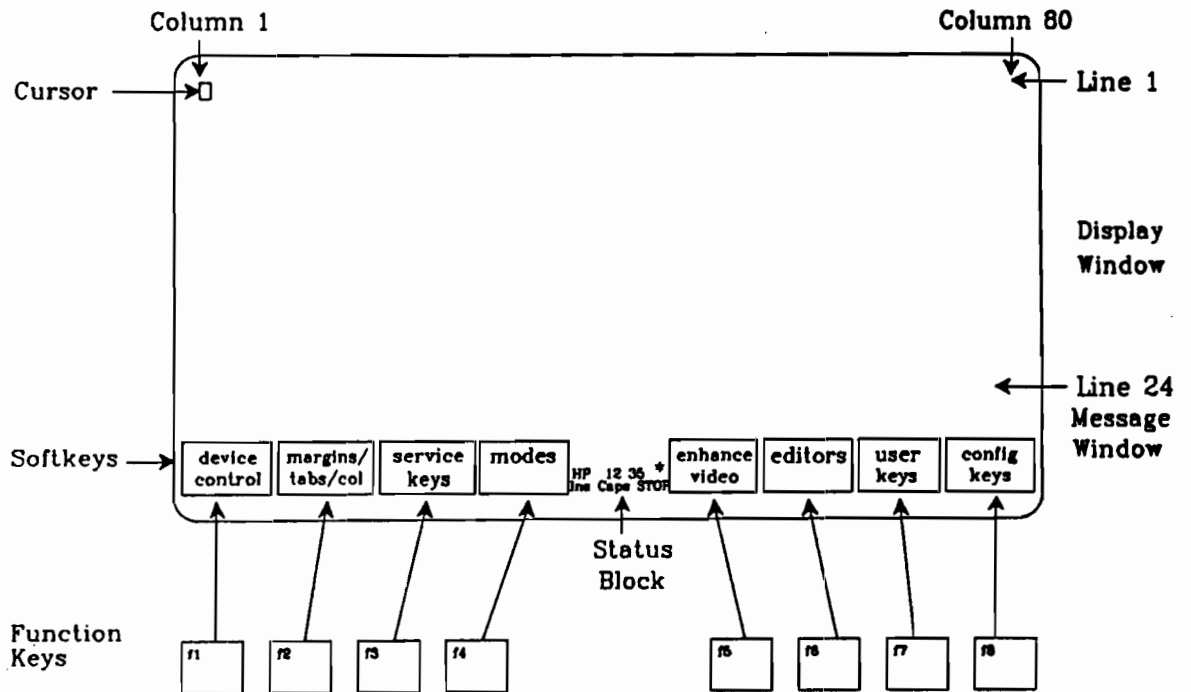 Column 1
Column 80
Cursor
Line 1
Display
Window
Line 24
Message
Window
Softkeys
device
control
margins/
tabs/col
service
keys
modes
HP 12 35 *
Ins Caps STOP
enhance
video
editors
user
keys
config
keys
Status
Block
Function
Keys
f1
f2
f3
f4
f5
f6
f7
f8